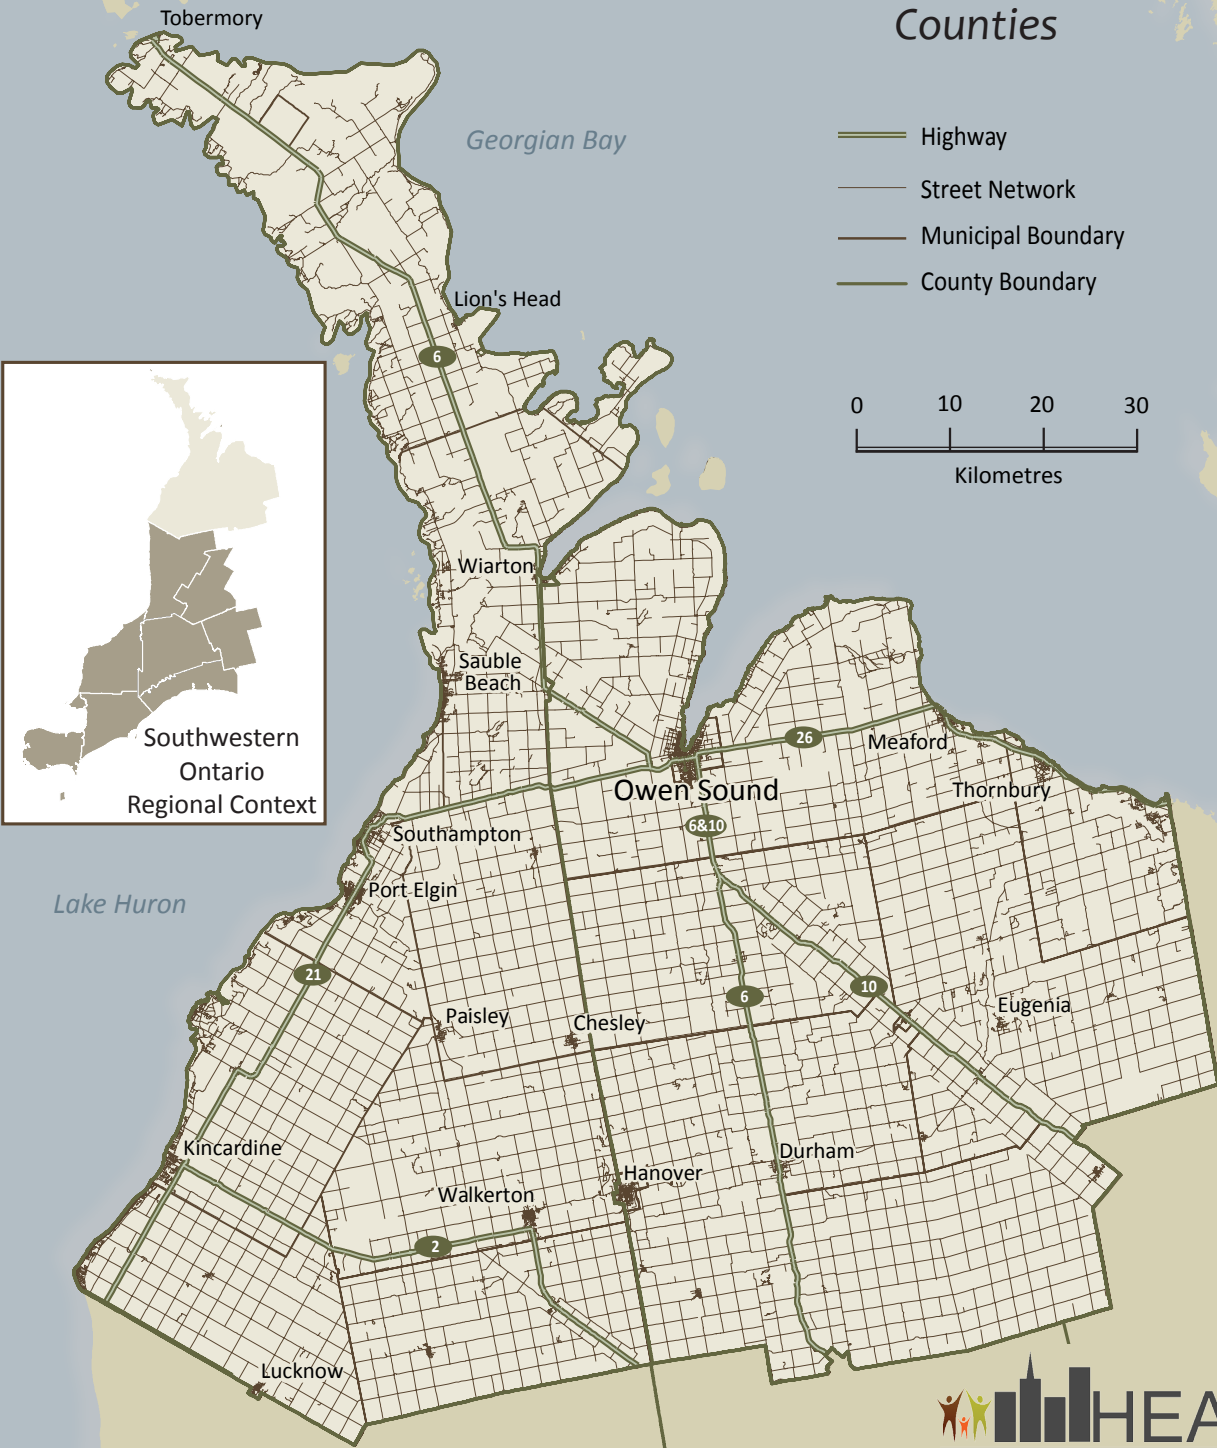 Counties
Tobermory
Georgian Bay
Highway
Street Network
Municipal Boundary
County Boundary
Lion's Head
6
0 10 20 30
Kilometres
Wiarton
Sauble
Beach
Southwestern
Ontario
Regional Context
26
Meaford
Owen Sound
Thornbury
6&10
Southampton
Port Elgin
Lake Huron
21
6
10
Paisley
Chesley
Eugenia
Kincardine
Durham
Hanover
Walkerton
2
Lucknow
HEA